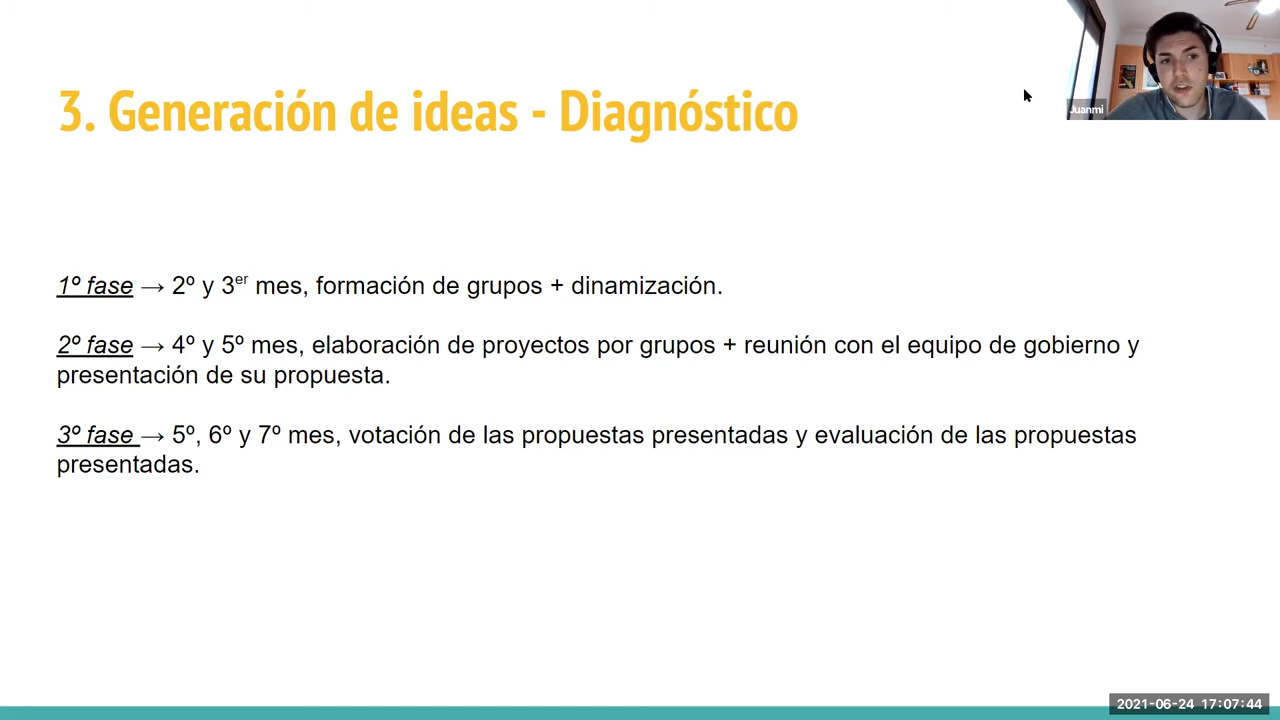 3. Generación de ideas - Diagnóstico
Juanmi
1º fase → 2º y 3er mes, formación de grupos + dinamización.
2º fase → 4º y 5º mes, elaboración de proyectos por grupos + reunión con el equipo de gobierno y
presentación de su propuesta.
3º fase → 5º, 6º y 7º mes, votación de las propuestas presentadas y evaluación de las propuestas
presentadas.
2021-06-24 17:07:44